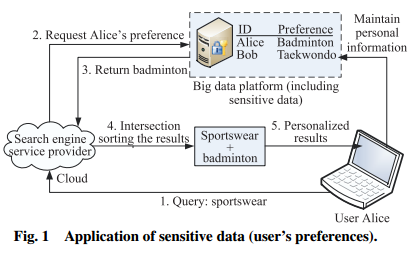 2. Request Alice's preference
ID Preference
Alice Badminton
Bob Taekwondo
Maintain
personal
information
3. Return badminton
Big data platform (including
sensitive data)
Search engine
service provider
4. Intersection
sorting the results
Sportswear
+
badminton
5. Personalized
results
Cloud
1. Query: sportswear
User Alice
Fig. 1 Application of sensitive data (user's preferences).